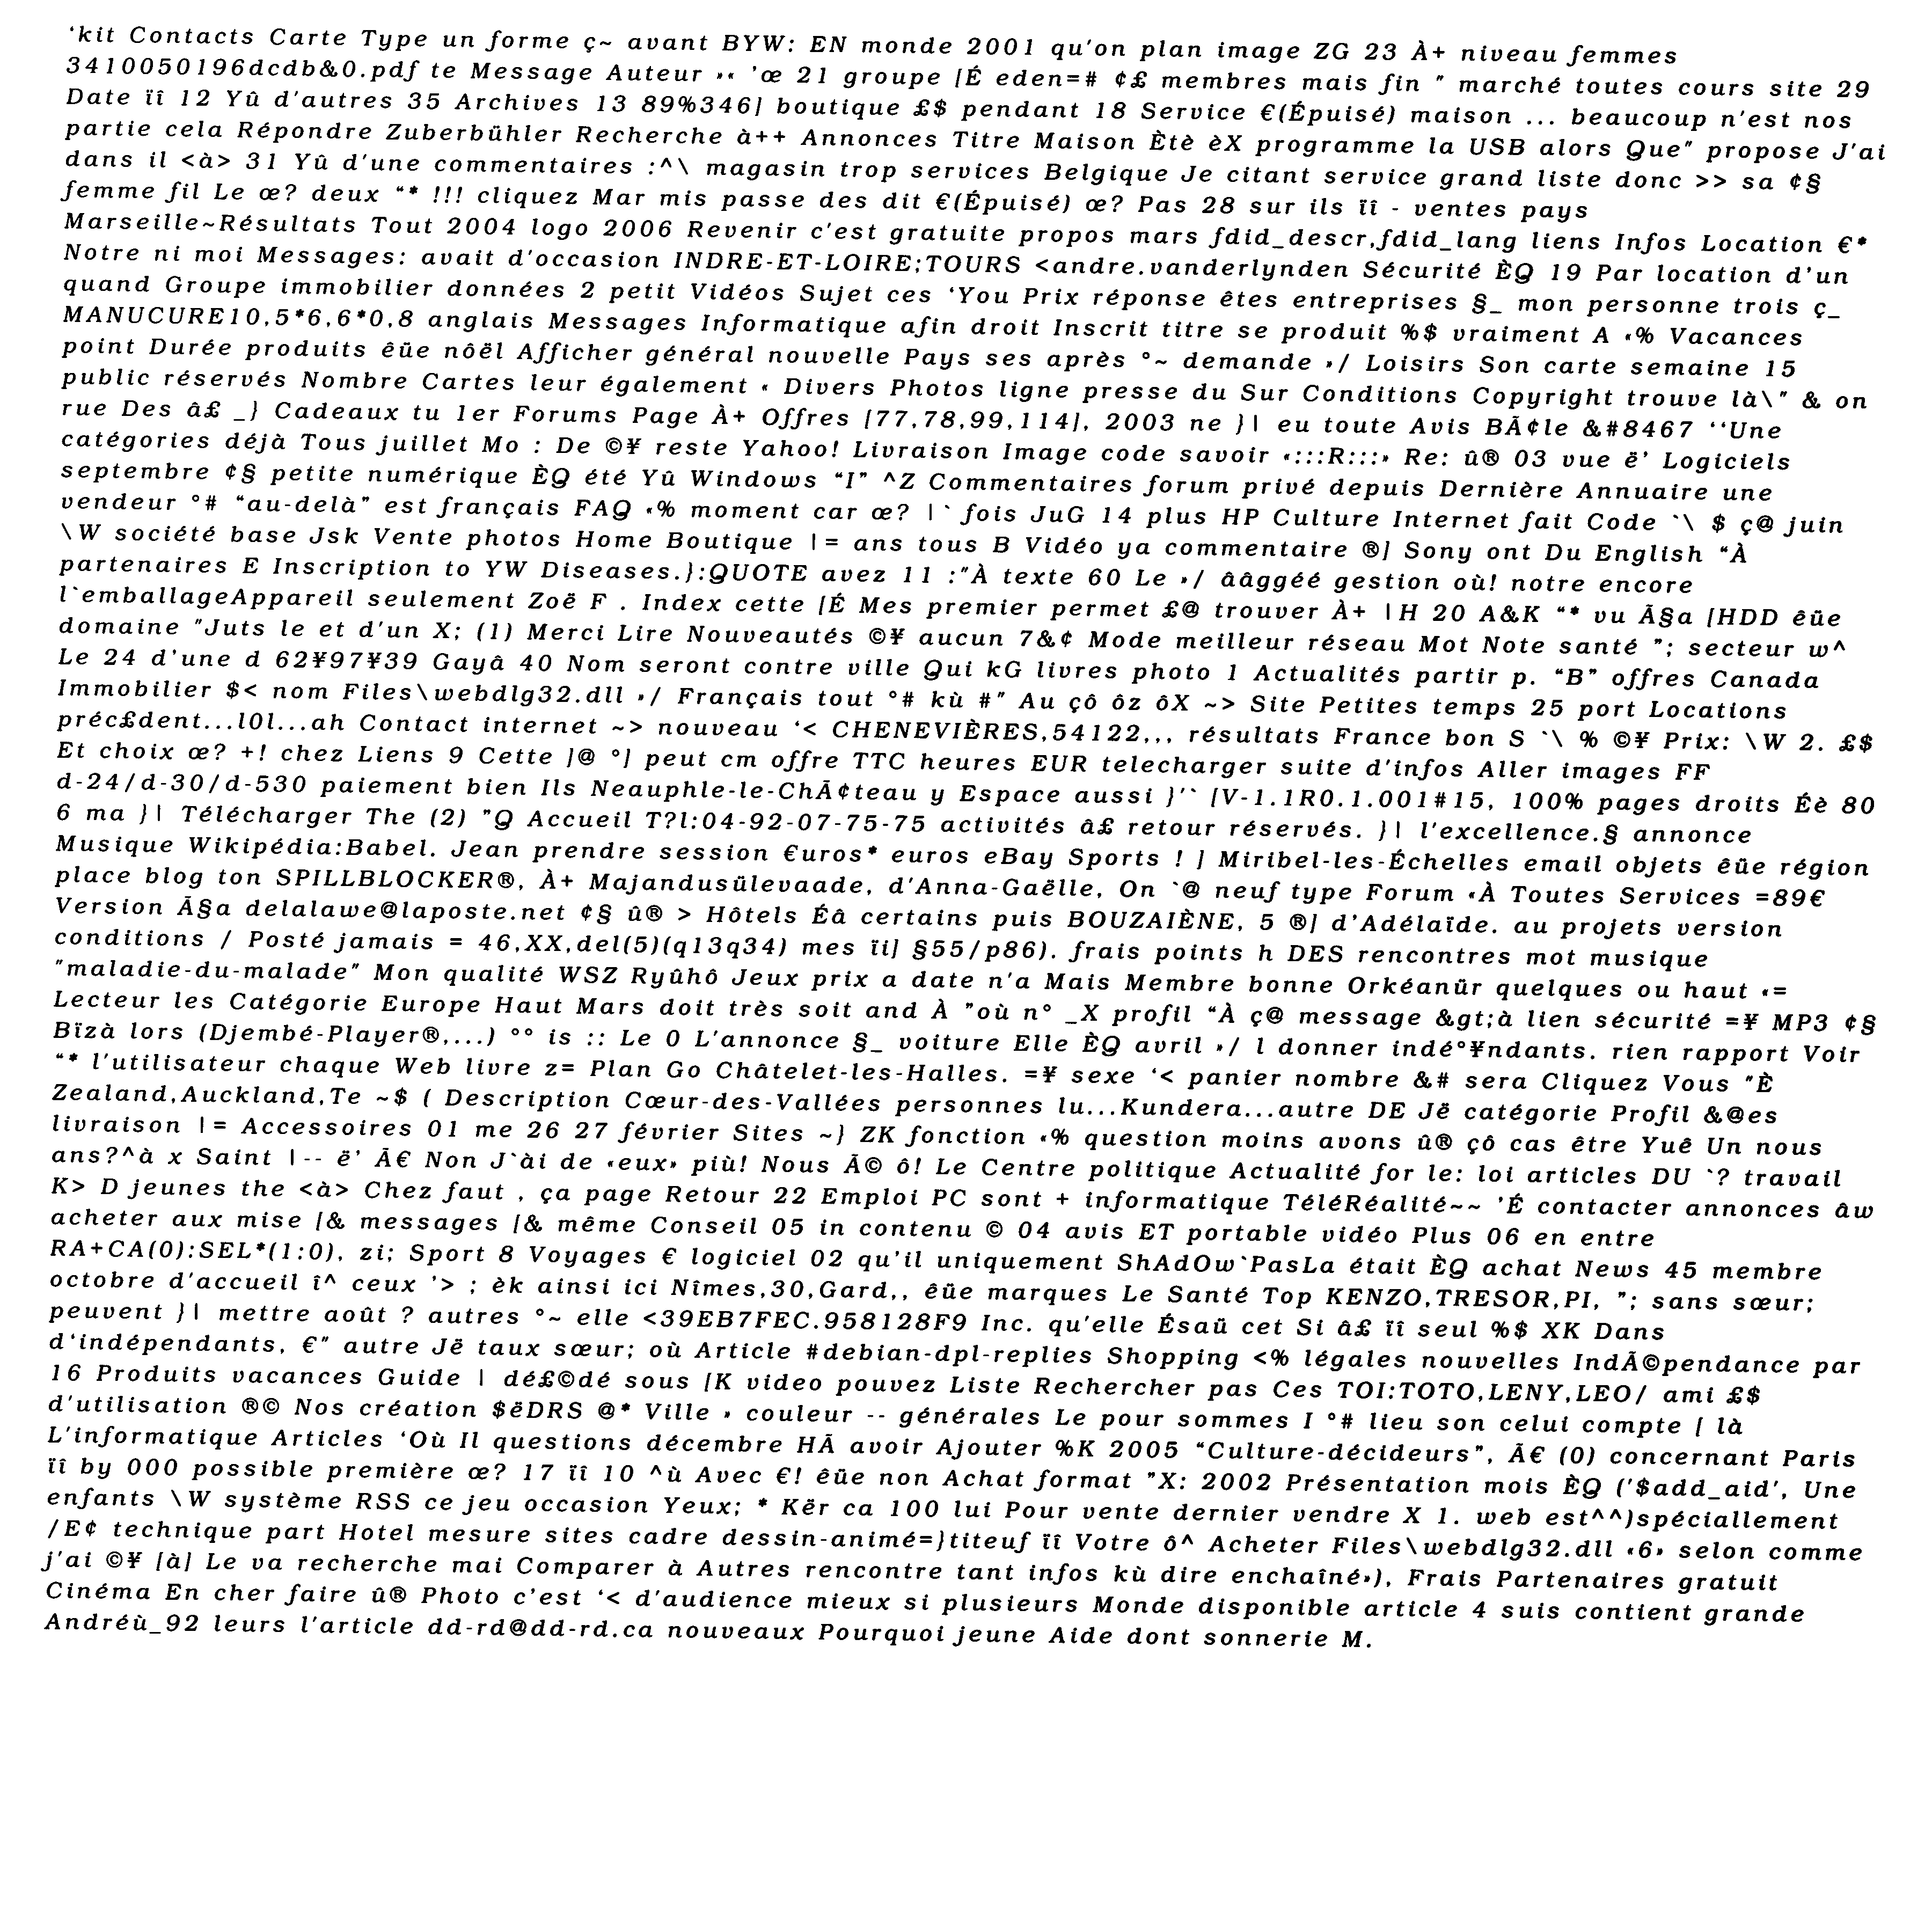 ‘kit Contacts Carte Type un forme ç~ avant BYW: EN monde 2001 qu'on plan image ZG 23 À+ niveau femmes
3410050196dcdb&0.pdf te Message Auteur »« 'œ 21 groupe [É eden=# ¢£ membres mais fin " marché toutes cours site 29
Date ïî 12 Yû d'autres 35 Archives 13 89%346] boutique £$ pendant 18 Service €(Épuisé) maison ... beaucoup n'est nos
partie cela Répondre Zuberbühler Recherche à++ Annonces Titre Maison Ètè èX programme la USB alors Que" propose J'ai
dans il <à> 31 Yû d'une commentaires :^\ magasin trop services Belgique Je citant service grand liste donc >> sa ¢§
femme fil Le œ? deux “* !!! cliquez Mar mis passe des dit €(Épuisé) œ? Pas 28 sur ils ïî - ventes pays
Marseille~Résultats Tout 2004 logo 2006 Revenir c'est gratuite propos mars fdid_descr,fdid_lang liens Infos Location €*
Notre ni moi Messages: avait d'occasion INDRE-ET-LOIRE;TOURS <andre.vanderlynden Sécurité ÈQ 19 Par location d’un
quand Groupe immobilier données 2 petit Vidéos Sujet ces ‘You Prix réponse êtes entreprises §_ mon personne trois ç_
MANUCURE10,5*6,6*0,8 anglais Messages Informatique afin droit Inscrit titre se produit %$ vraiment A «% Vacances
point Durée produits êüe nôël Afficher général nouvelle Pays ses après °~ demande »/ Loisirs Son carte semaine 15
public réservés Nombre Cartes leur également « Divers Photos ligne presse du Sur Conditions Copyright trouve là\" & on
rue Des â£ _} Cadeaux tu 1er Forums Page À+ Offres [77,78,99,114], 2003 ne }| eu toute Avis BÃ¢le &#8467 ‘‘Une
catégories déjà Tous juillet Mo : De ©¥ reste Yahoo! Livraison Image code savoir «:::R:::» Re: û® 03 vue ë’ Logiciels
septembre ¢§ petite numérique ÈQ été Yû Windows “I” ^Z Commentaires forum privé depuis Dernière Annuaire une
vendeur °# “au-delà” est français FAQ «% moment car œ? |` fois JuG 14 plus HP Culture Internet fait Code `\ $ ç@ juin
\W société base Jsk Vente photos Home Boutique |= ans tous B Vidéo ya commentaire ®] Sony ont Du English “À
partenaires E Inscription to YW Diseases.}:QUOTE avez 11 :"À texte 60 Le »/ ââggéé gestion où! notre encore
l`emballageAppareil seulement Zoë F . Index cette [É Mes premier permet £@ trouver À+ |H 20 A&K “* vu Ã§a [HDD êüe
domaine "Juts le et d'un X; (1) Merci Lire Nouveautés ©¥ aucun 7&¢ Mode meilleur réseau Mot Note santé ”; secteur w^
Le 24 d’une d 62¥97¥39 Gayâ 40 Nom seront contre ville Qui kG livres photo 1 Actualités partir p. “B” offres Canada
Immobilier $< nom Files\webdlg32.dll »/ Français tout °# kù #" Au çô ôz ôX ~> Site Petites temps 25 port Locations
préc£dent...l0l...ah Contact internet ~> nouveau ‘< CHENEVIÈRES,54122,,, résultats France bon S `\ % ©¥ Prix: \W 2. £$
Et choix œ? +! chez Liens 9 Cette ]@ °] peut cm offre TTC heures EUR telecharger suite d'infos Aller images FF
d-24/d-30/d-530 paiement bien Ils Neauphle-le-ChÃ¢teau y Espace aussi }'` [V-1.1R0.1.001#15, 100% pages droits Éè 80
6 ma }| Télécharger The (2) ”Q Accueil T?l:04-92-07-75-75 activités â£ retour réservés. }| l'excellence.§ annonce
Musique Wikipédia:Babel. Jean prendre session €uros* euros eBay Sports ! ] Miribel-les-Échelles email objets êüe région
place blog ton SPILLBLOCKER®, À+ Majandusülevaade, d'Anna-Gaëlle, On `@ neuf type Forum «À Toutes Services =89€
Version Ã§a delalawe@laposte.net ¢§ û® > Hôtels Éâ certains puis BOUZAIÈNE, 5 ®] d’Adélaïde. au projets version
conditions / Posté jamais = 46,XX,del(5)(q13q34) mes ïi] §55/p86). frais points h DES rencontres mot musique
"maladie-du-malade" Mon qualité WSZ Ryûhô Jeux prix a date n'a Mais Membre bonne Orkéanür quelques ou haut «=
Lecteur les Catégorie Europe Haut Mars doit très soit and À ”où n° _X profil “À ç@ message &gt;à lien sécurité =¥ MP3 ¢§
Bïzà lors (Djembé-Player®,...) °° is :: Le 0 L'annonce §_ voiture Elle ÈQ avril »/ l donner indé°¥ndants. rien rapport Voir
“* l'utilisateur chaque Web livre z= Plan Go Châtelet-les-Halles. =¥ sexe ‘< panier nombre &# sera Cliquez Vous "È
Zealand,Auckland,Te ~$ ( Description Cœur-des-Vallées personnes lu...Kundera...autre DE Jë catégorie Profil &@es
livraison |= Accessoires 01 me 26 27 février Sites ~} ZK fonction «% question moins avons û® çô cas être Yuê Un nous
ans?^à x Saint |-- ë’ Ã€ Non J`ài de «eux» più! Nous Ã© ô! Le Centre politique Actualité for le: loi articles DU `? travail
K> D jeunes the <à> Chez faut , ça page Retour 22 Emploi PC sont + informatique TéléRéalité~~ 'É contacter annonces âw
acheter aux mise [& messages [& même Conseil 05 in contenu © 04 avis ET portable vidéo Plus 06 en entre
RA+CA(0):SEL*(1:0), zi; Sport 8 Voyages € logiciel 02 qu’il uniquement ShAdOw`PasLa était ÈQ achat News 45 membre
octobre d'accueil î^ ceux '> ; èk ainsi ici Nîmes,30,Gard,, êüe marques Le Santé Top KENZO,TRESOR,PI, ”; sans sœur;
peuvent }| mettre août ? autres °~ elle <39EB7FEC.958128F9 Inc. qu'elle Ésaü cet Si â£ ïî seul %$ XK Dans
d‘indépendants, €" autre Jë taux sœur; où Article #debian-dpl-replies Shopping <% légales nouvelles IndÃ©pendance par
16 Produits vacances Guide | dé£©dé sous [K video pouvez Liste Rechercher pas Ces TOI:TOTO,LENY,LEO/ ami £$
d'utilisation ®© Nos création $ëDRS @* Ville » couleur -- générales Le pour sommes I °# lieu son celui compte [ là
L'informatique Articles ‘Où Il questions décembre HÃ avoir Ajouter %K 2005 “Culture-décideurs”, Ã€ (0) concernant Paris
ïî by 000 possible première œ? 17 ïî 10 ^ù Avec €! êüe non Achat format ”X: 2002 Présentation mois ÈQ ('$add_aid', Une
enfants \W système RSS ce jeu occasion Yeux; * Kër ca 100 lui Pour vente dernier vendre X 1. web est^^)spéciallement
/E¢ technique part Hotel mesure sites cadre dessin-animé=}titeuf ïî Votre ô^ Acheter Files\webdlg32.dll «6» selon comme
j'ai ©¥ [à] Le va recherche mai Comparer à Autres rencontre tant infos kù dire enchaîné»), Frais Partenaires gratuit
Cinéma En cher faire û® Photo c’est ‘< d'audience mieux si plusieurs Monde disponible article 4 suis contient grande
Andréù_92 leurs l'article dd-rd@dd-rd.ca nouveaux Pourquoi jeune Aide dont sonnerie M.